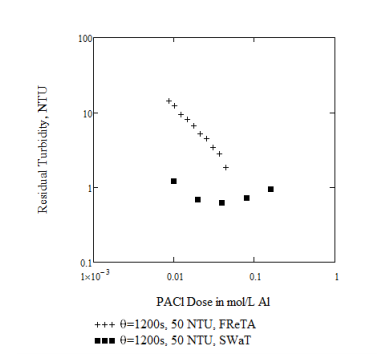 100
10
1
0.1
Residual Turbidity, NTU
1×10⁻³ 0.01 0.1 1
PACl Dose in mol/L Al
+++ θ=1200s, 50 NTU, FReTA
■■■ θ=1200s, 50 NTU, SWaT